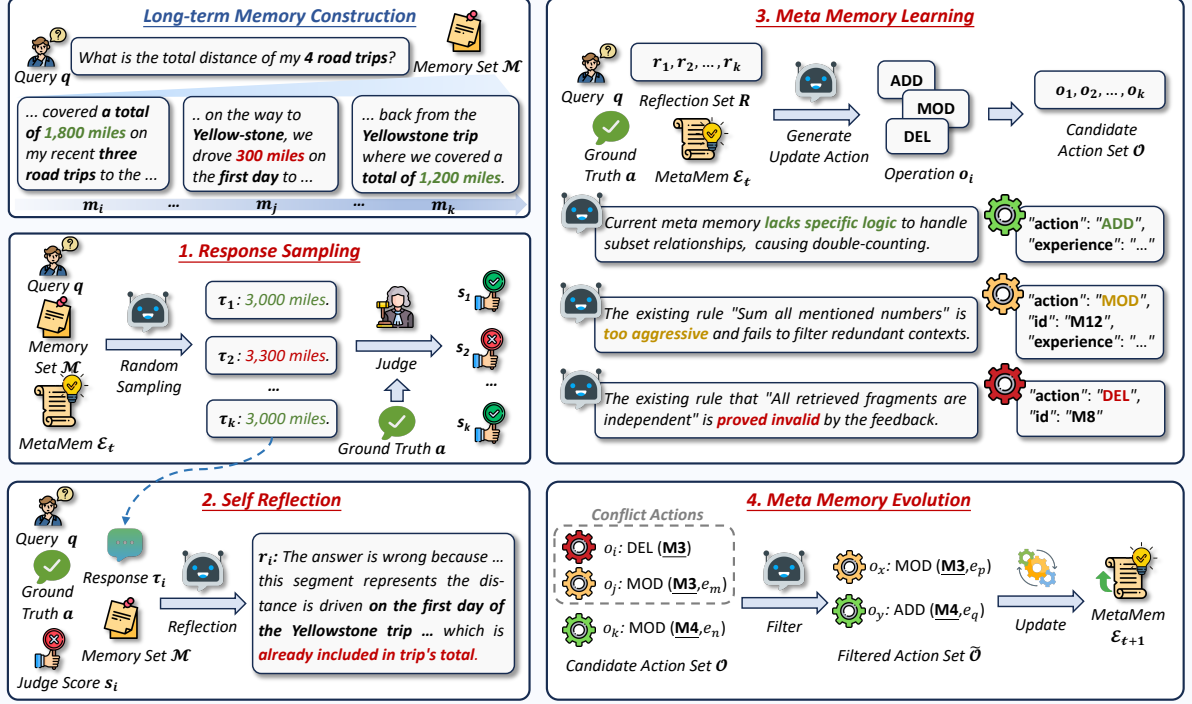 Long-term Memory Construction
Query q
What is the total distance of my 4 road trips?
Memory Set ℳ
... covered a total
of 1,800 miles on
my recent three
road trips to the ...
.. on the way to
Yellow-stone, we
drove 300 miles on
the first day to ...
... back from the
Yellowstone trip
where we covered a
total of 1,200 miles.
m_i ... m_j ... m_k
1. Response Sampling
Query q
Memory
Set ℳ
MetaMem ℰ_t
Random
Sampling
τ_1: 3,000 miles.
τ_2: 3,300 miles.
...
τ_k: 3,000 miles.
Judge
Ground Truth a
s_1
s_2
...
s_k
2. Self Reflection
Query q
Ground
Truth a
Judge Score s_i
Response τ_i
Memory Set ℳ
Reflection
r_i: The answer is wrong because ...
this segment represents the dis-
tance is driven on the first day of
the Yellowstone trip ... which is
already included in trip's total.
3. Meta Memory Learning
Query q
Ground
Truth a
r_1, r_2, ..., r_k
Reflection Set R
MetaMem ℰ_t
Generate
Update Action
ADD
MOD
DEL
Operation o_i
o_1, o_2, ..., o_k
Candidate
Action Set 𝒪
Current meta memory lacks specific logic to handle
subset relationships, causing double-counting.
"action": "ADD",
"experience": "..."
The existing rule "Sum all mentioned numbers" is
too aggressive and fails to filter redundant contexts.
"action": "MOD",
"id": "M12",
"experience": "..."
The existing rule that "All retrieved fragments are
independent" is proved invalid by the feedback.
"action": "DEL",
"id": "M8"
4. Meta Memory Evolution
Conflict Actions
o_i: DEL (M3)
o_j: MOD (M3,e_m)
o_k: MOD (M4,e_n)
Candidate Action Set 𝒪
Filter
o_x: MOD (M3,e_p)
o_y: ADD (M4,e_q)
Filtered Action Set 𝒪̃
Update
MetaMem
ℰ_{t+1}